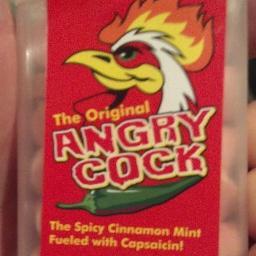 The Original
ANGRY
COCK
The Spicy Cinnamon Mint
Fueled with Capsaicin!